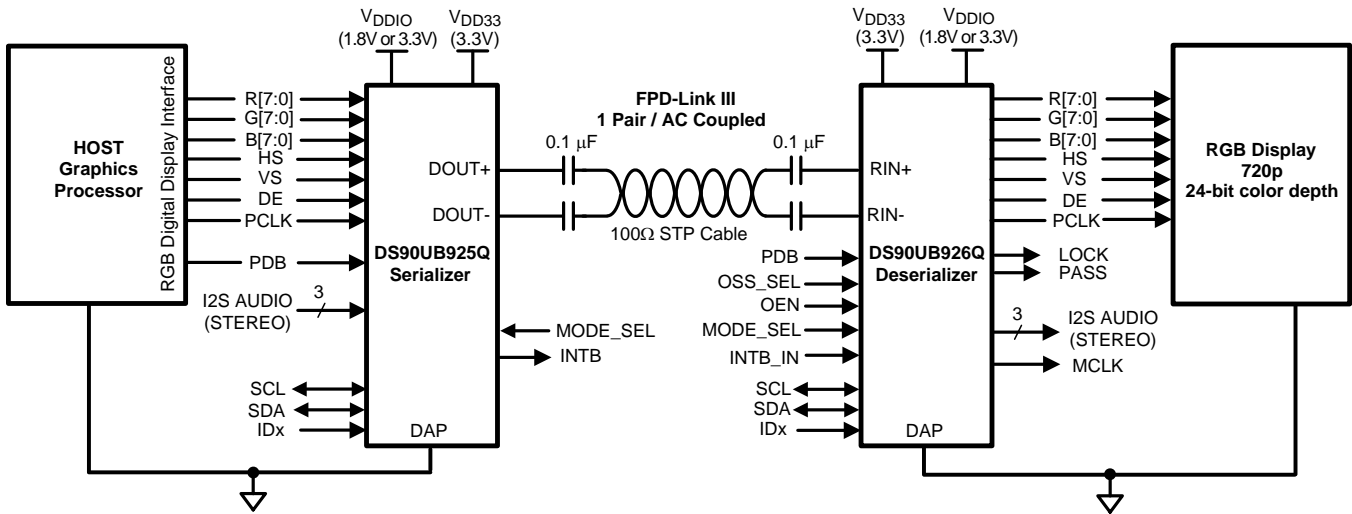 HOST
Graphics
Processor
RGB Digital Display Interface
R[7:0]
G[7:0]
B[7:0]
HS
VS
DE
PCLK
PDB
I2S AUDIO
(STEREO)
3
SCL
SDA
IDx
VDDIO
(1.8V or 3.3V)
VDD33
(3.3V)
DOUT+
DOUT-
DS90UB925Q
Serializer
DAP
MODE_SEL
INTB
FPD-Link III
1 Pair / AC Coupled
0.1 μF
0.1 μF
100Ω STP Cable
VDD33
(3.3V)
VDDIO
(1.8V or 3.3V)
RIN+
RIN-
DS90UB926Q
Deserializer
DAP
PDB
OSS_SEL
OEN
MODE_SEL
INTB_IN
SCL
SDA
IDx
R[7:0]
G[7:0]
B[7:0]
HS
VS
DE
PCLK
LOCK
PASS
3
I2S AUDIO
(STEREO)
MCLK
RGB Display
720p
24-bit color depth